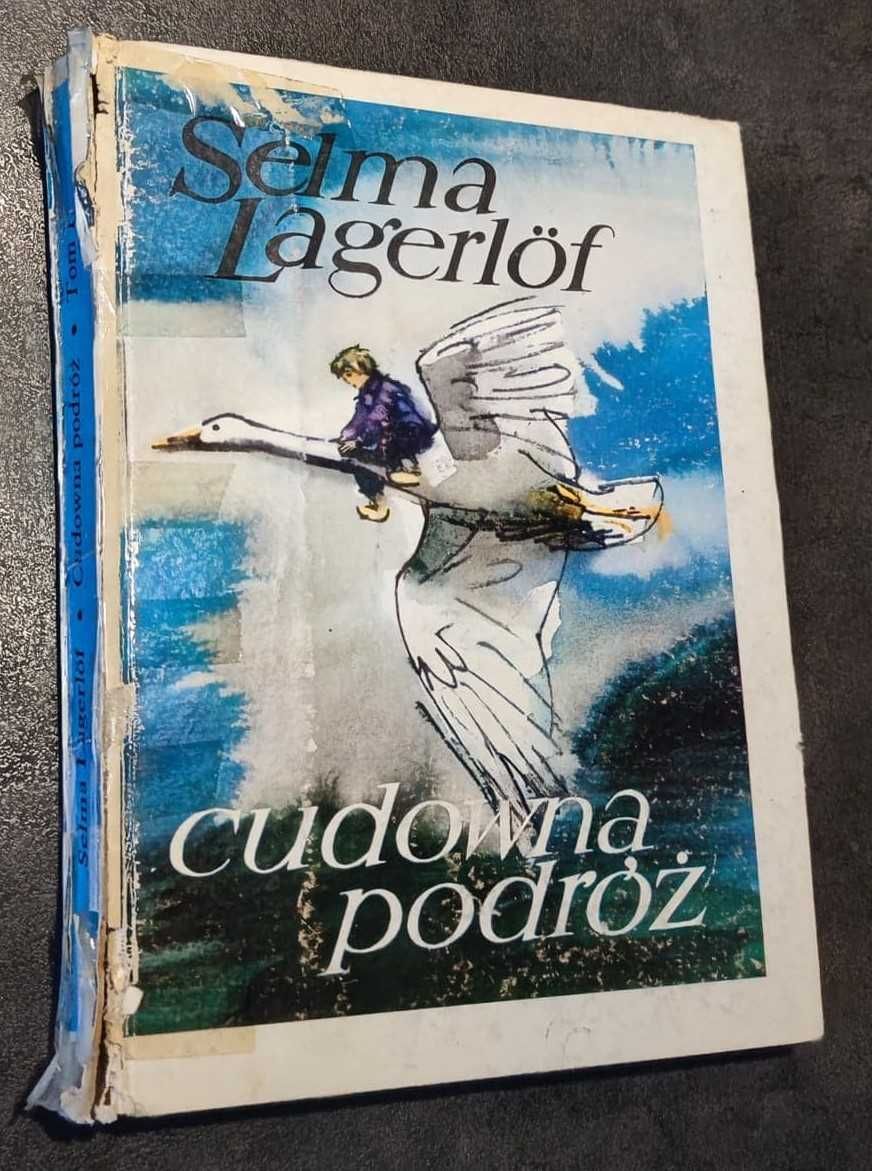 Selma
Lagerlöf
cudowna
podróż
Selma Lagerlöf • Cudowna podróż • Tom